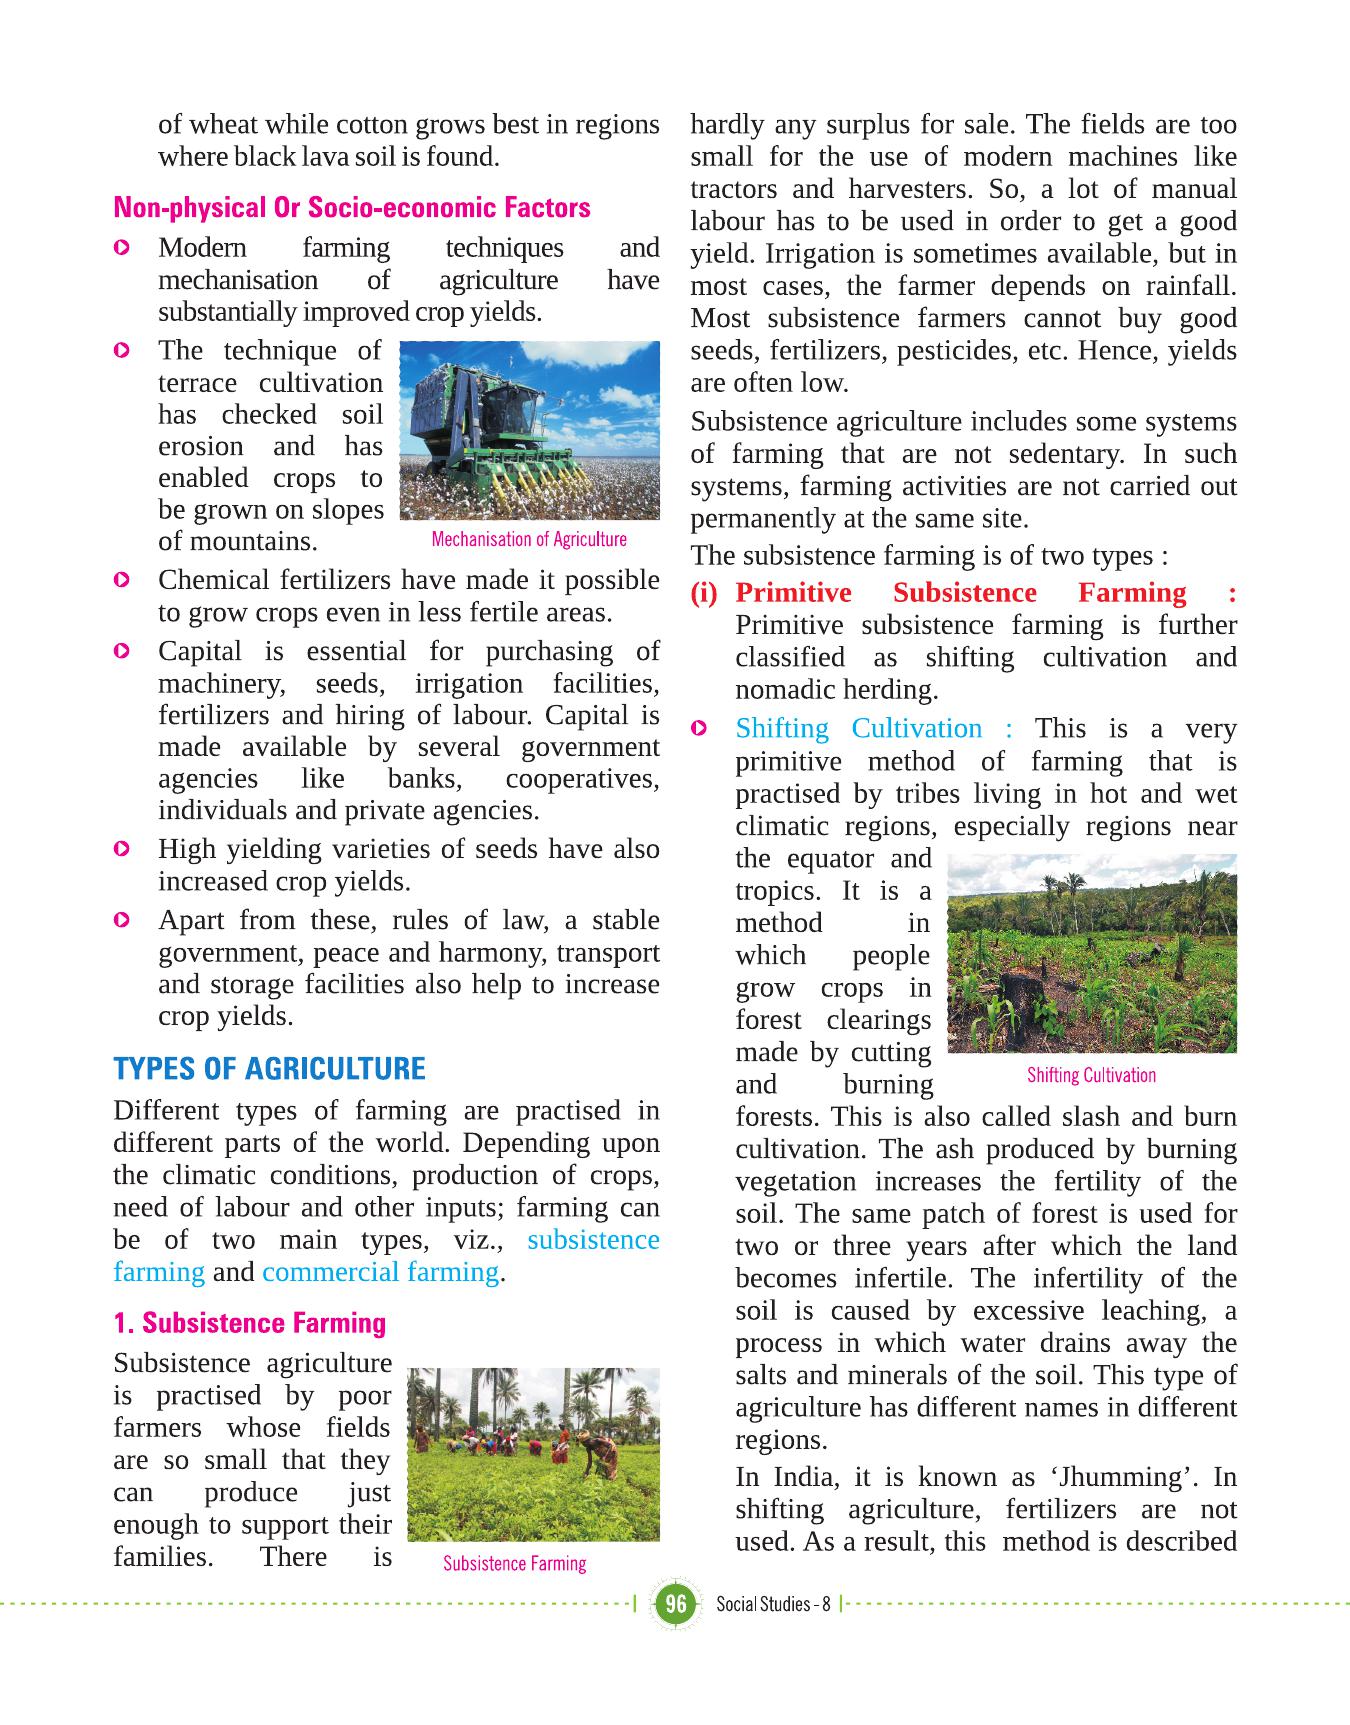 of wheat while cotton grows best in regions
where black lava soil is found.
Non-physical Or Socio-economic Factors
Modern farming techniques and
mechanisation of agriculture have
substantially improved crop yields.
The technique of
terrace cultivation
has checked soil
erosion and has
enabled crops to
be grown on slopes
of mountains.
Mechanisation of Agriculture
Chemical fertilizers have made it possible
to grow crops even in less fertile areas.
Capital is essential for purchasing of
machinery, seeds, irrigation facilities,
fertilizers and hiring of labour. Capital is
made available by several government
agencies like banks, cooperatives,
individuals and private agencies.
High yielding varieties of seeds have also
increased crop yields.
Apart from these, rules of law, a stable
government, peace and harmony, transport
and storage facilities also help to increase
crop yields.
TYPES OF AGRICULTURE
Different types of farming are practised in
different parts of the world. Depending upon
the climatic conditions, production of crops,
need of labour and other inputs; farming can
be of two main types, viz., subsistence
farming and commercial farming.
1. Subsistence Farming
Subsistence agriculture
is practised by poor
farmers whose fields
are so small that they
can produce just
enough to support their
families. There is
Subsistence Farming
hardly any surplus for sale. The fields are too
small for the use of modern machines like
tractors and harvesters. So, a lot of manual
labour has to be used in order to get a good
yield. Irrigation is sometimes available, but in
most cases, the farmer depends on rainfall.
Most subsistence farmers cannot buy good
seeds, fertilizers, pesticides, etc. Hence, yields
are often low.
Subsistence agriculture includes some systems
of farming that are not sedentary. In such
systems, farming activities are not carried out
permanently at the same site.
The subsistence farming is of two types :
(i) Primitive Subsistence Farming :
Primitive subsistence farming is further
classified as shifting cultivation and
nomadic herding.
Shifting Cultivation : This is a very
primitive method of farming that is
practised by tribes living in hot and wet
climatic regions, especially regions near
the equator and
tropics. It is a
method in
which people
grow crops in
forest clearings
made by cutting
and burning
Shifting Cultivation
forests. This is also called slash and burn
cultivation. The ash produced by burning
vegetation increases the fertility of the
soil. The same patch of forest is used for
two or three years after which the land
becomes infertile. The infertility of the
soil is caused by excessive leaching, a
process in which water drains away the
salts and minerals of the soil. This type of
agriculture has different names in different
regions.
In India, it is known as ‘Jhumming’. In
shifting agriculture, fertilizers are not
used. As a result, this method is described
96 Social Studies - 8